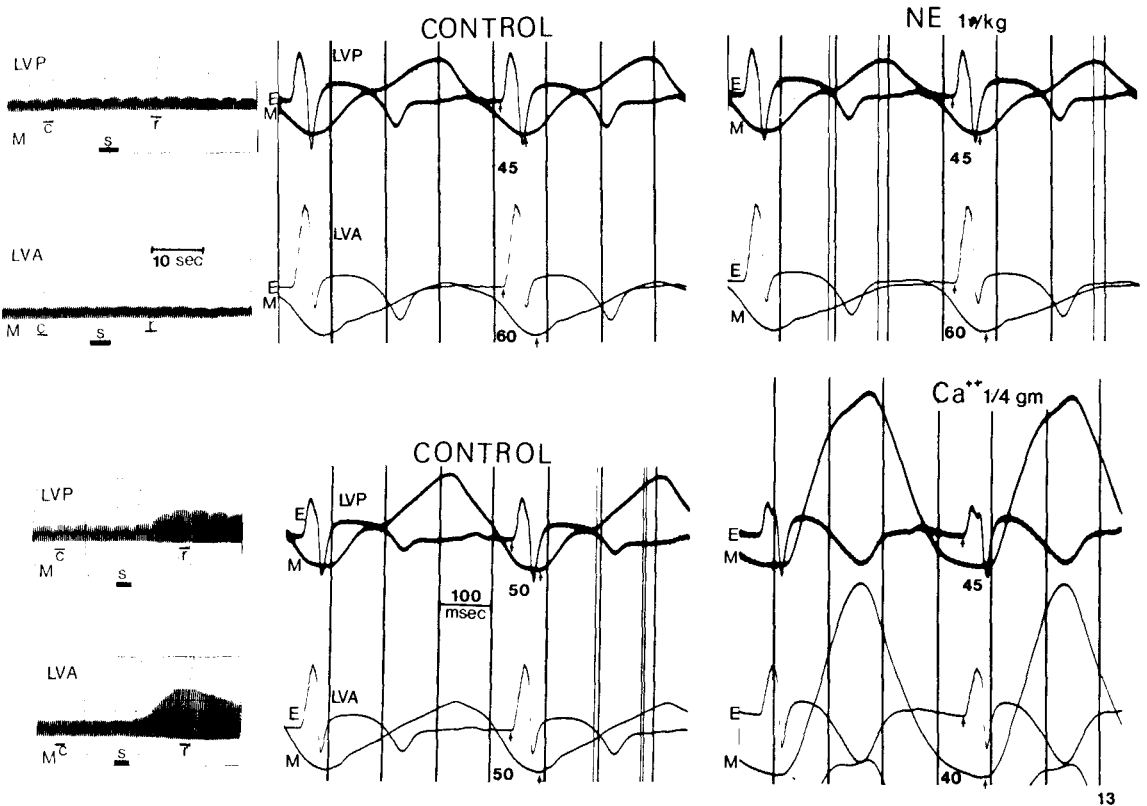 CONTROL
NE 1γ/kg
LVP
M
c̄
r̄
s
LVA
10 sec
M
c
s
r
E
M
LVP
45
LVA
E
M
60
E
M
45
E
M
60
CONTROL
Ca++ 1/4 gm
LVP
M c̄
r̄
s
LVA
M c̄
s
r̄
E
LVP
M
50
100
msec
LVA
E
M
50
E
M
45
E
M
40
13